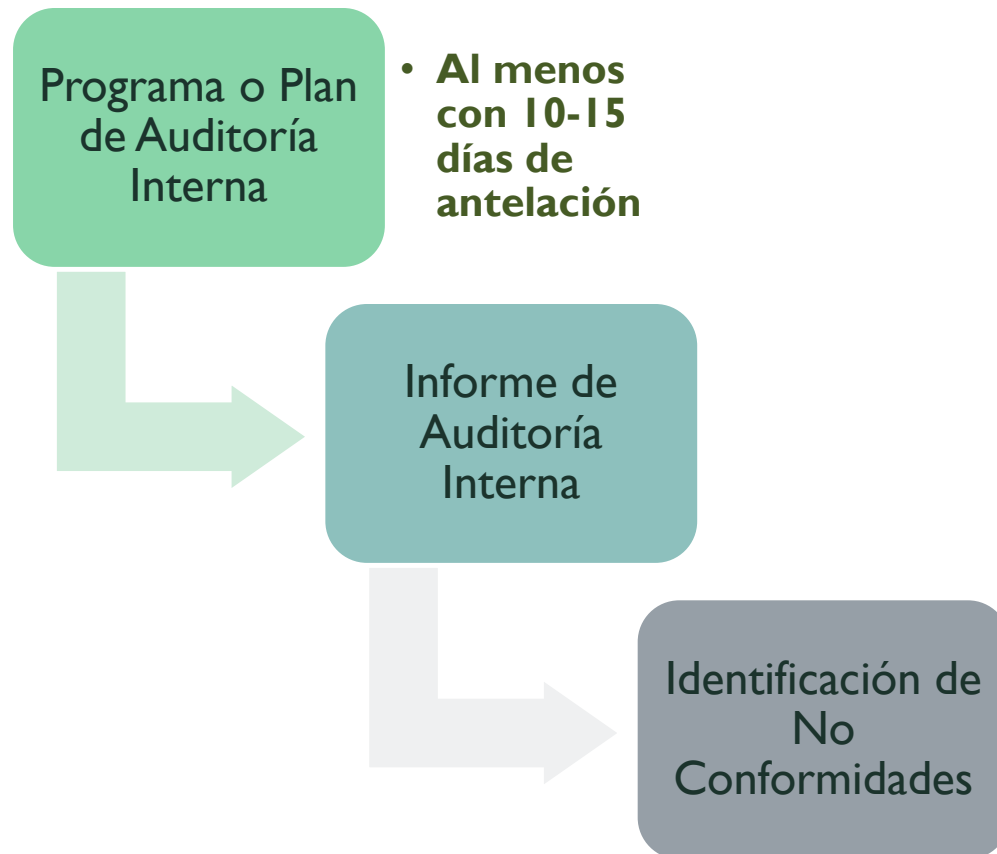 Programa o Plan
de Auditoría
Interna
• Al menos
con 10-15
días de
antelación
Informe de
Auditoría
Interna
Identificación de
No
Conformidades